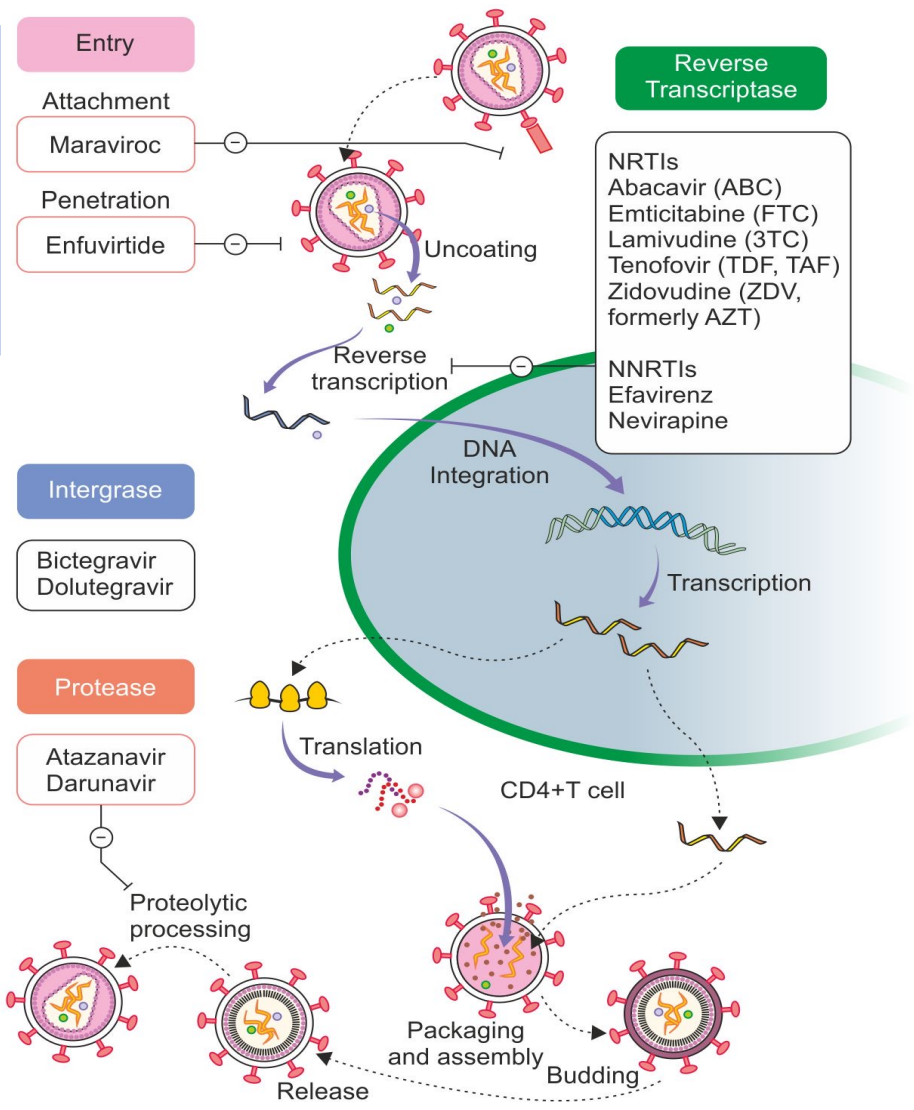 Entry
Attachment
Maraviroc
Penetration
Enfuvirtide
Uncoating
Reverse
Transcriptase
NRTIs
Abacavir (ABC)
Emticitabine (FTC)
Lamivudine (3TC)
Tenofovir (TDF, TAF)
Zidovudine (ZDV,
formerly AZT)
NNRTIs
Efavirenz
Nevirapine
Reverse
transcription
DNA
Integration
Intergrase
Bictegravir
Dolutegravir
Transcription
Protease
Atazanavir
Darunavir
Translation
CD4+T cell
Proteolytic
processing
Packaging
and assembly
Budding
Release